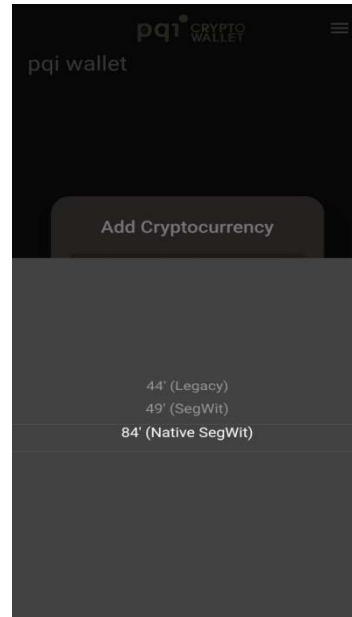 pqi CRYPTO
WALLET
pqi wallet
Add Cryptocurrency
44' (Legacy)
49' (SegWit)
84' (Native SegWit)